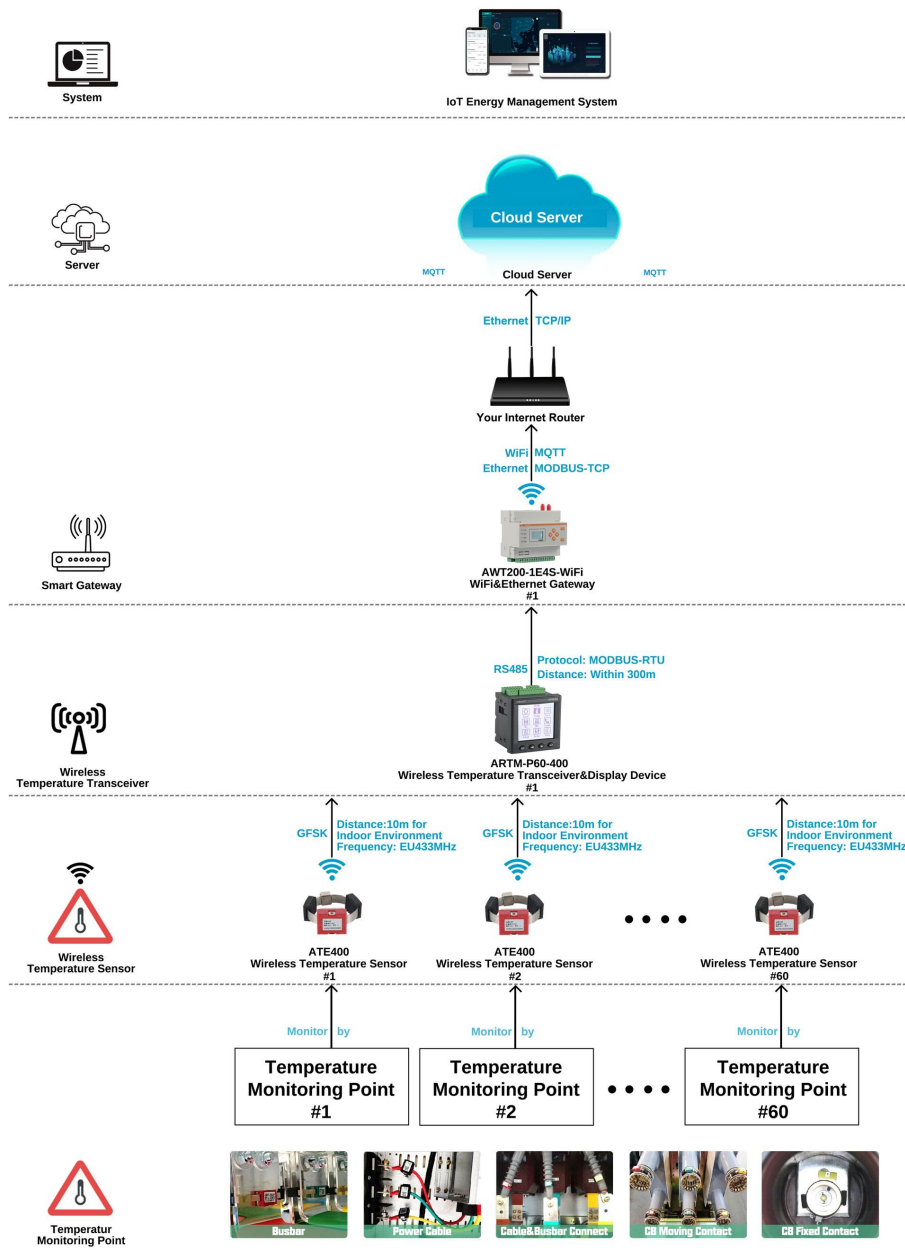 System
IoT Energy Management System
Cloud Server
Server
MQTT
Cloud Server
MQTT
Ethernet TCP/IP
Your Internet Router
WiFi MQTT
Ethernet MODBUS-TCP
Smart Gateway
AWT200-1E4S-WiFi
WiFi&Ethernet Gateway
#1
RS485
Protocol: MODBUS-RTU
Distance: Within 300m
Wireless
Temperature Transceiver
ARTM-P60-400
Wireless Temperature Transceiver&Display Device
#1
GFSK
Distance:10m for
Indoor Environment
Frequency: EU433MHz
GFSK
Distance:10m for
Indoor Environment
Frequency: EU433MHz
GFSK
Distance:10m for
Indoor Environment
Frequency: EU433MHz
Wireless
Temperature Sensor
ATE400
Wireless Temperature Sensor
#1
ATE400
Wireless Temperature Sensor
#2
ATE400
Wireless Temperature Sensor
#60
Monitor by
Monitor by
Monitor by
Temperature
Monitoring Point
#1
Temperature
Monitoring Point
#2
Temperature
Monitoring Point
#60
Temperatur
Monitoring Point
Busbar
Power Cable
Cable&Busbar Connect
CB Moving Contact
CB Fixed Contact